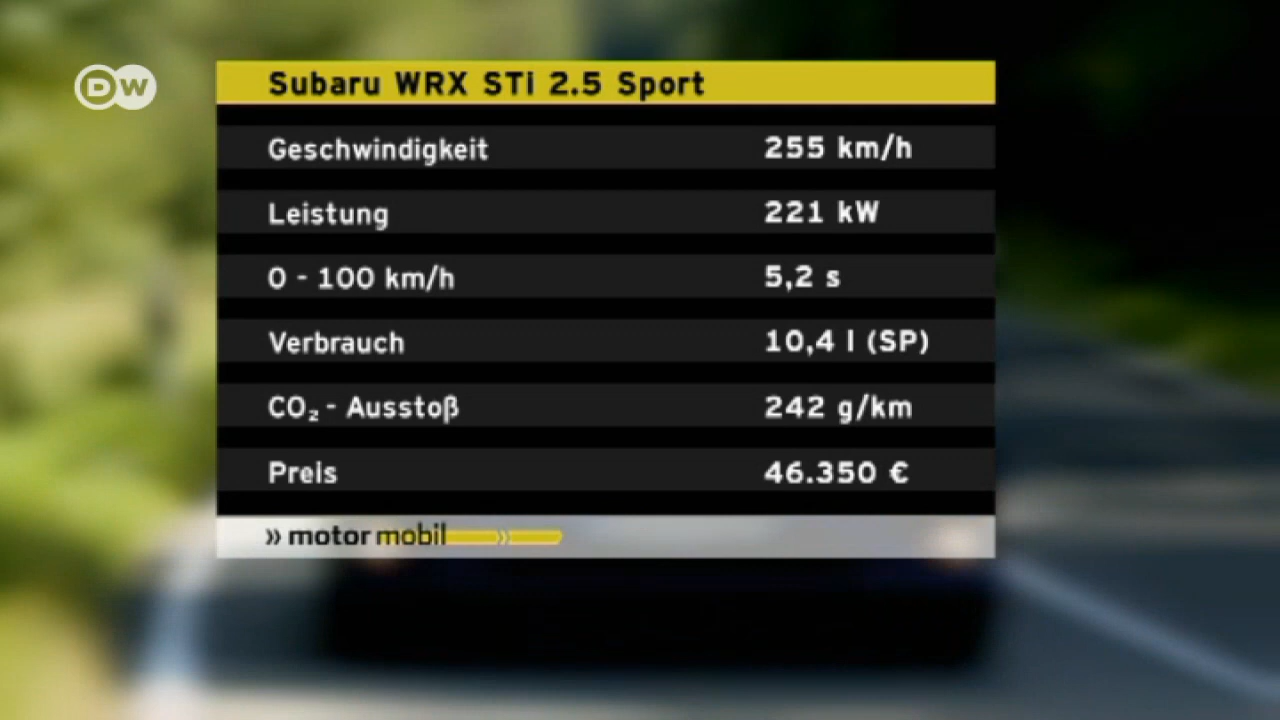 DW
Subaru WRX STi 2.5 Sport
Geschwindigkeit 255 km/h
Leistung 221 kW
0 - 100 km/h 5,2 s
Verbrauch 10,4 l (SP)
CO₂ - Ausstoß 242 g/km
Preis 46.350 €
» motor mobil »